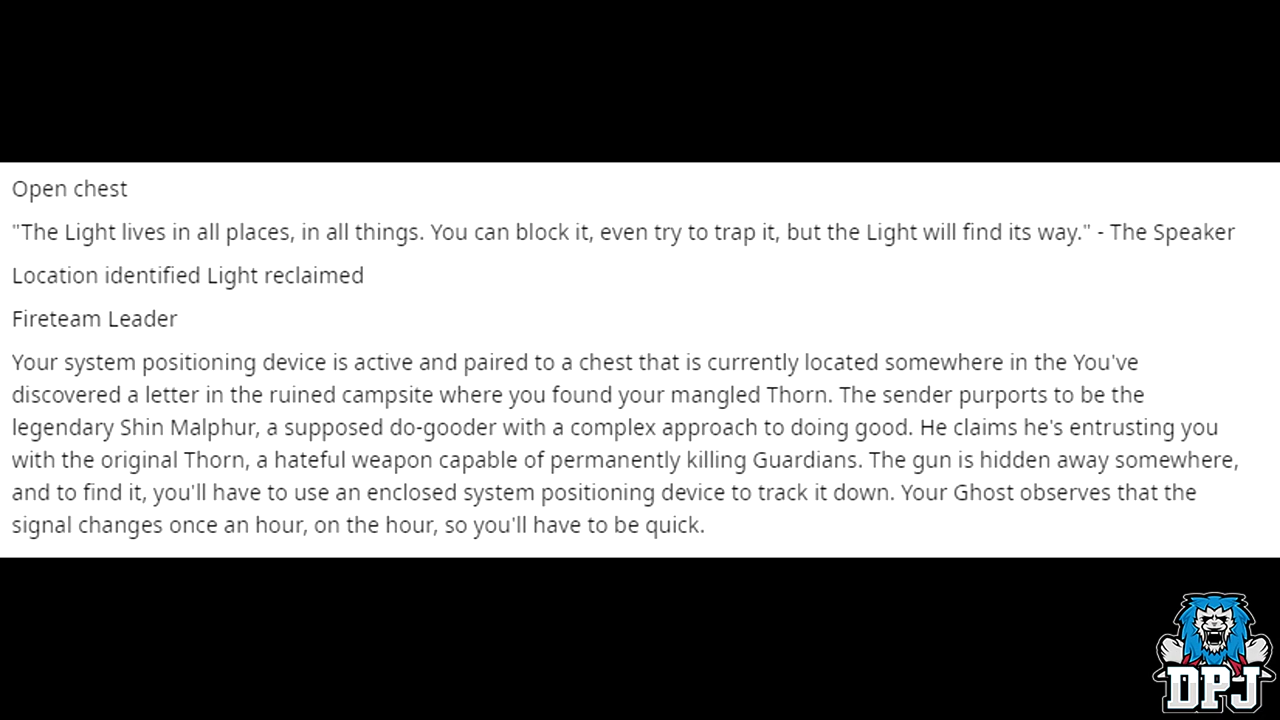 Open chest
"The Light lives in all places, in all things. You can block it, even try to trap it, but the Light will find its way." - The Speaker
Location identified Light reclaimed
Fireteam Leader
Your system positioning device is active and paired to a chest that is currently located somewhere in the You've
discovered a letter in the ruined campsite where you found your mangled Thorn. The sender purports to be the
legendary Shin Malphur, a supposed do-gooder with a complex approach to doing good. He claims he's entrusting you
with the original Thorn, a hateful weapon capable of permanently killing Guardians. The gun is hidden away somewhere,
and to find it, you'll have to use an enclosed system positioning device to track it down. Your Ghost observes that the
signal changes once an hour, on the hour, so you'll have to be quick.
DPJ